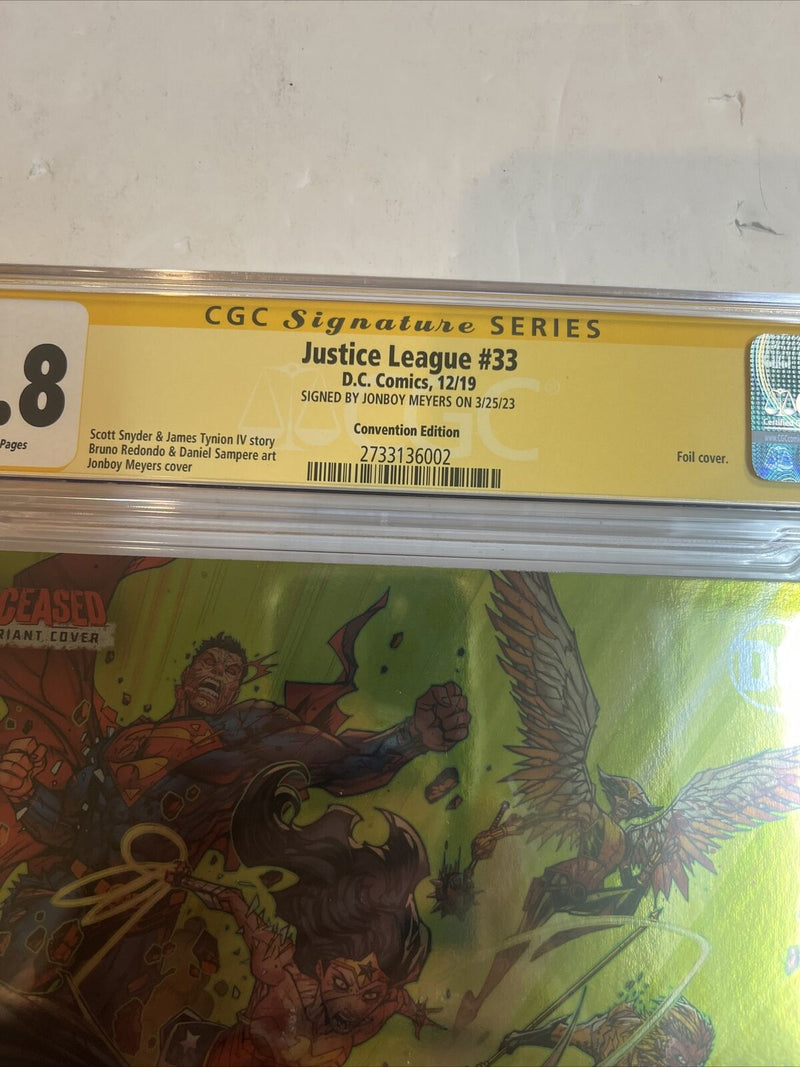 CGC Signature SERIES
Justice League #33
D.C. Comics, 12/19
SIGNED BY JONBOY MEYERS ON 3/25/23
.8
Pages
Scott Snyder & James Tynion IV story
Bruno Redondo & Daniel Sampere art
Jonboy Meyers cover
Convention Edition
2733136002
Foil cover.
CGC
CEASED
RIANT COVER